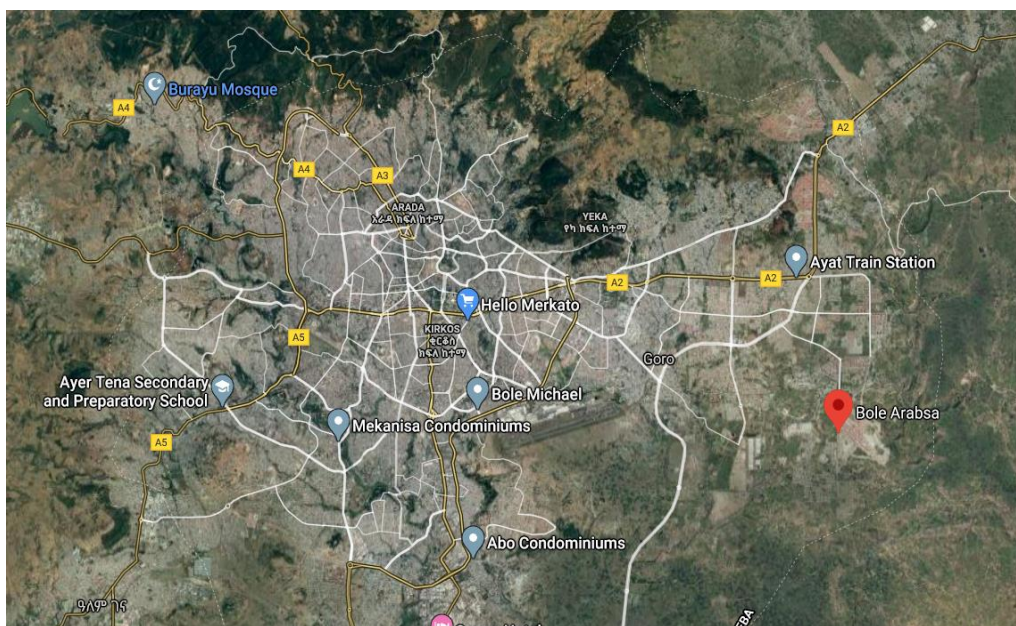 Burayu Mosque
A4
A2
A4
A3
ARADA
አራዳ ክፍለ ከተማ
YEKA
የካ ክፍለ ከተማ
Ayat Train Station
A2
A2
Hello Merkato
A5
KIRKOS
ቂርቆስ
ክፍለ ከተማ
Goro
Ayer Tena Secondary
and Preparatory School
Bole Michael
Bole Arabsa
Mekanisa Condominiums
A5
Abo Condominiums
ዓለም ገና